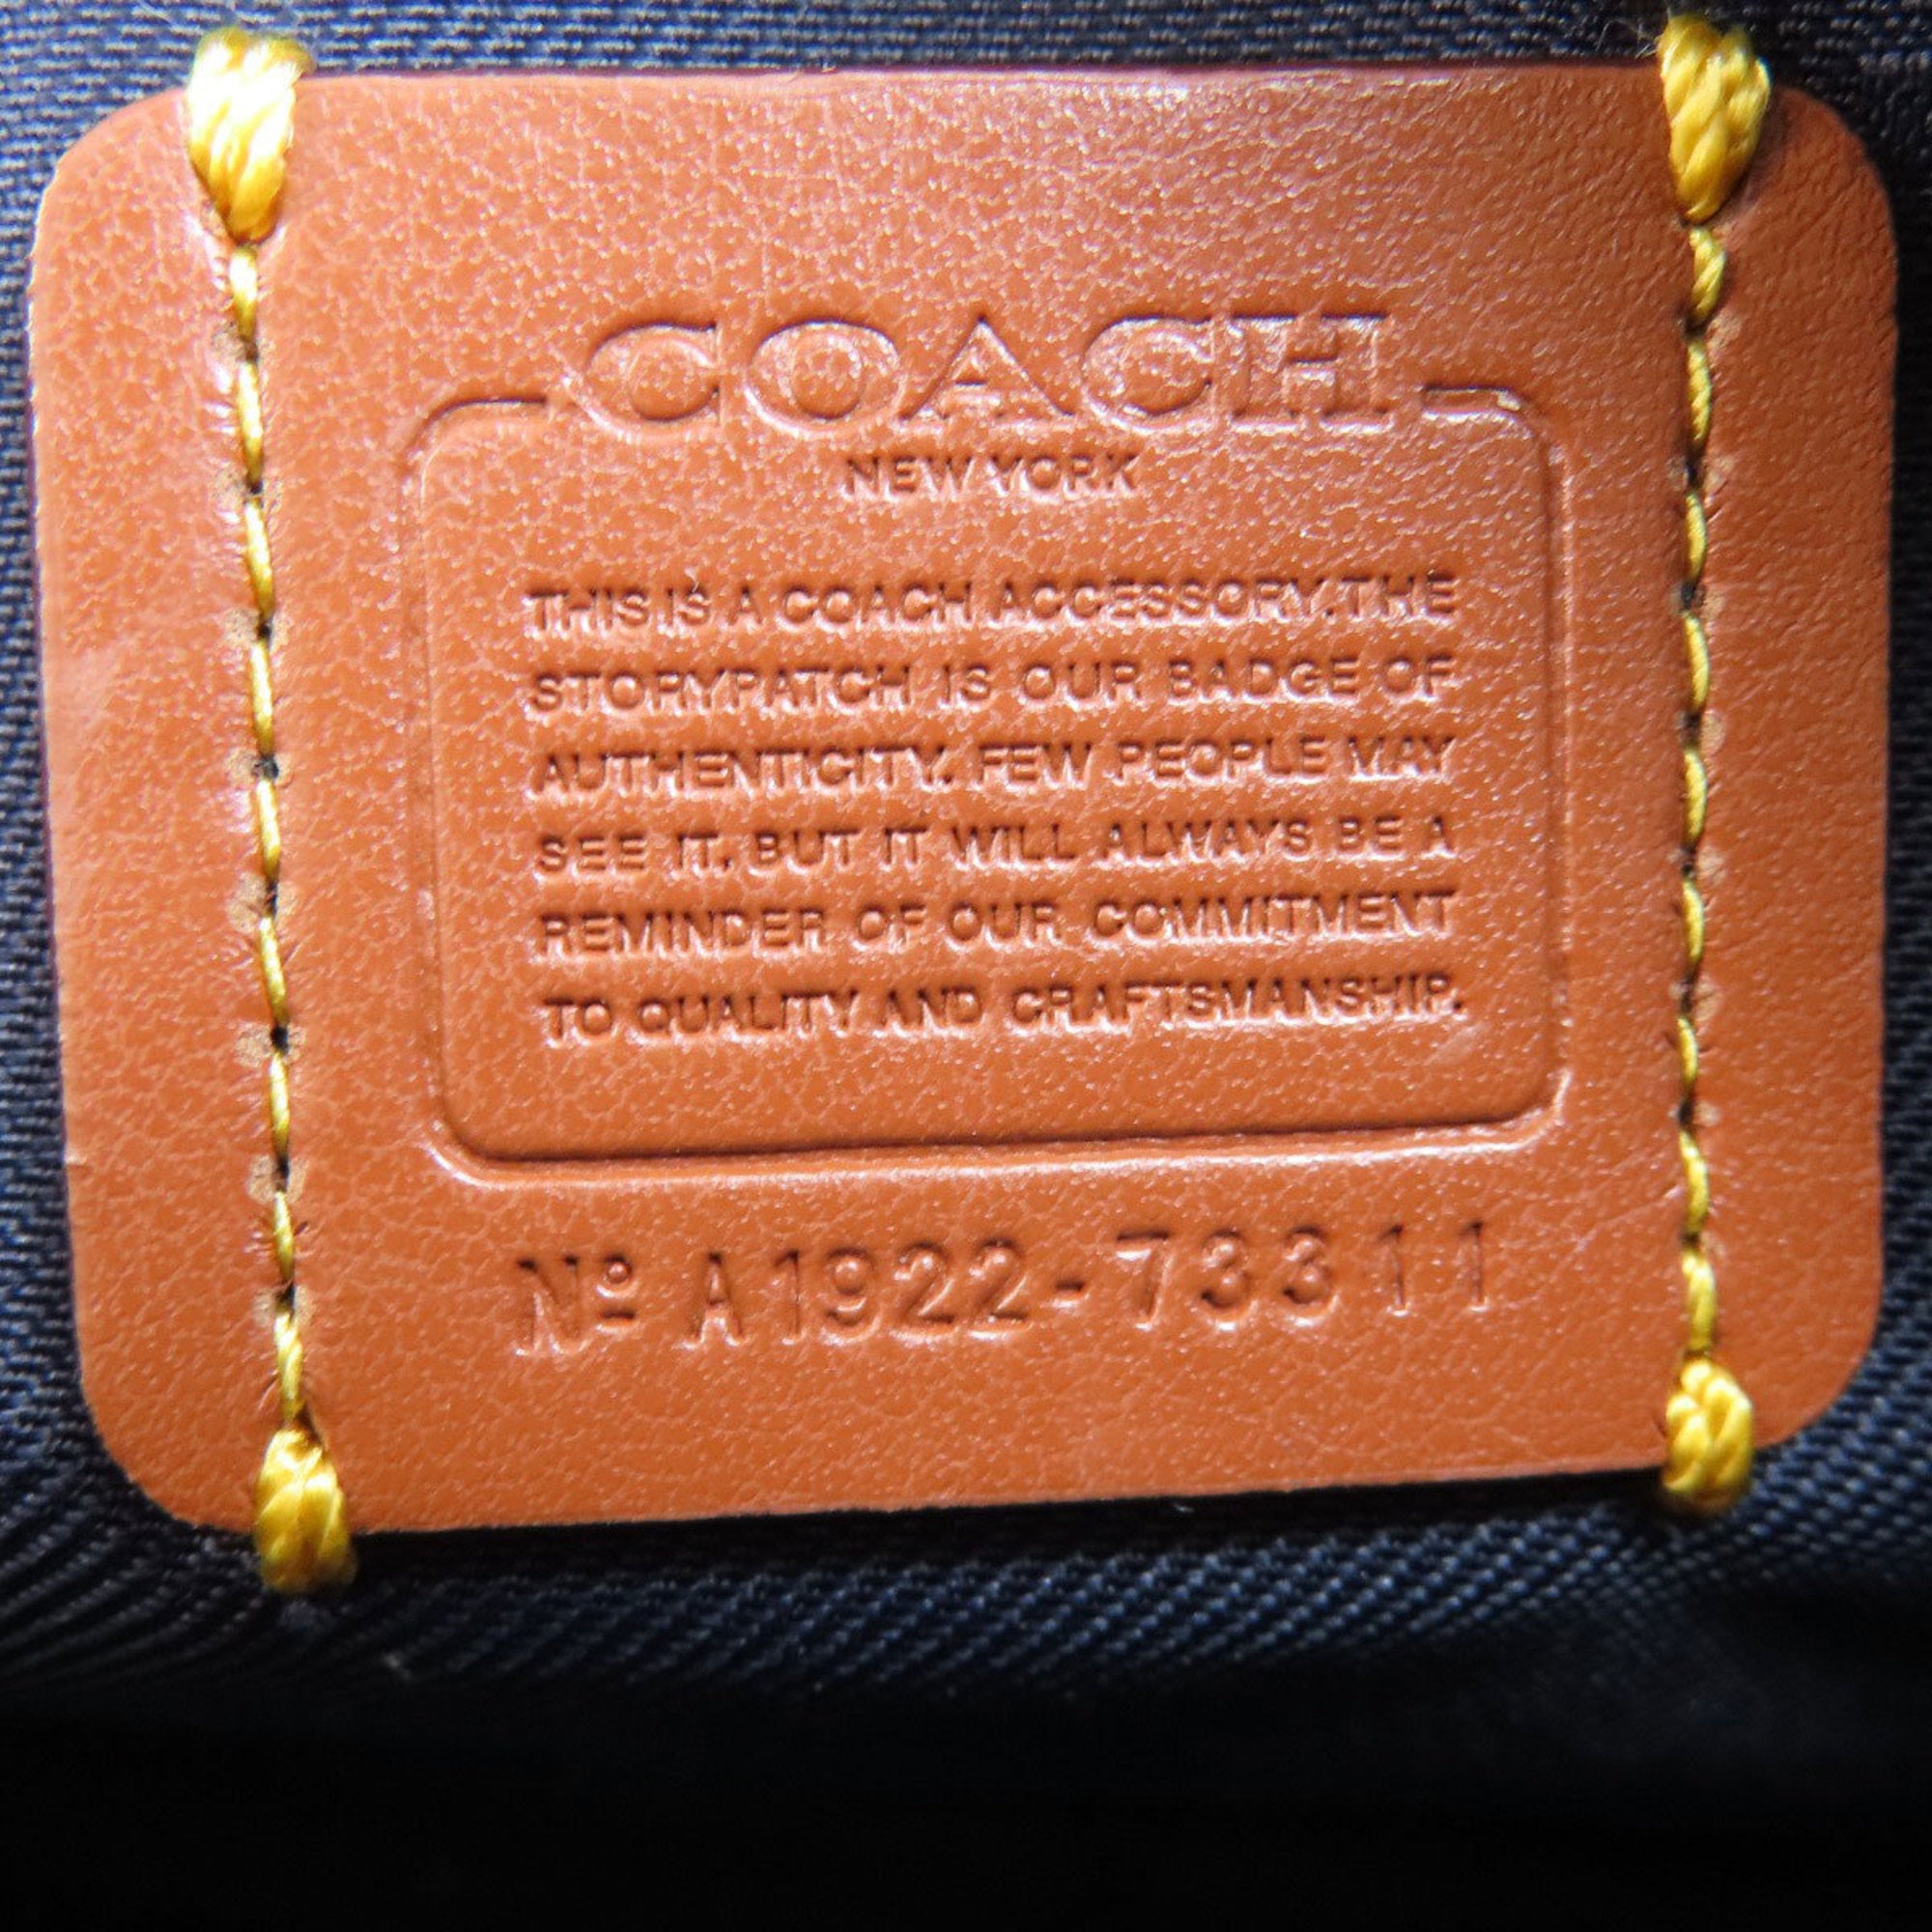 COACH
NEW YORK
THIS IS A COACH ACCESSORY. THE
STORYPATCH IS OUR BADGE OF
AUTHENTICITY. FEW PEOPLE MAY
SEE IT, BUT IT WILL ALWAYS BE A
REMINDER OF OUR COMMITMENT
TO QUALITY AND CRAFTSMANSHIP.
Nº A1922-73311